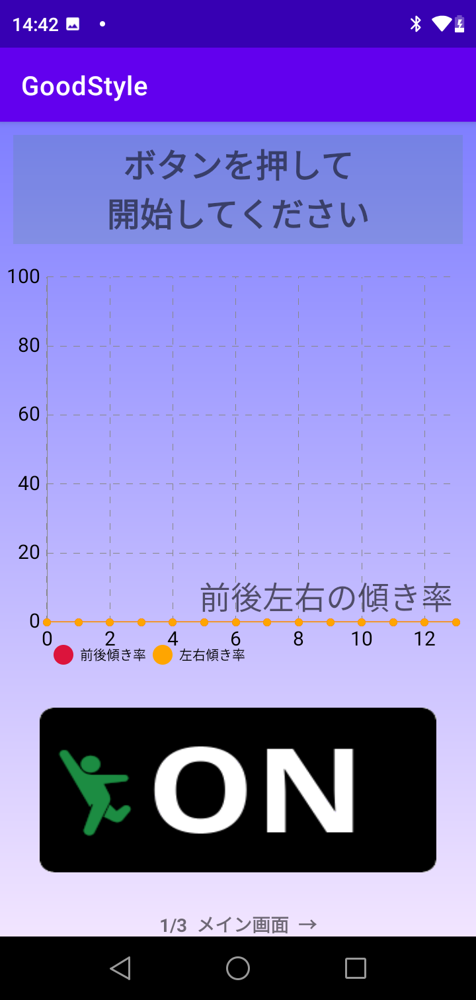 14:42
GoodStyle
ボタンを押して
開始してください
100
80
60
40
20
前後左右の傾き率
0
0 2 4 6 8 10 12
前後傾き率 左右傾き率
ON
1/3 メイン画面 →